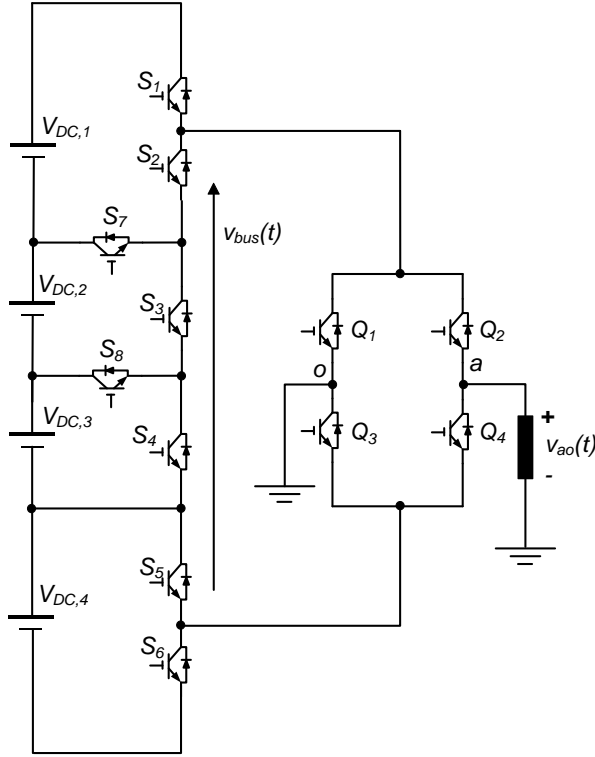 S1
VDC,1
S2
S7
vbus(t)
VDC,2
S3
Q1
Q2
S8
o
a
VDC,3
S4
Q3
Q4
+
vao(t)
-
S5
VDC,4
S6